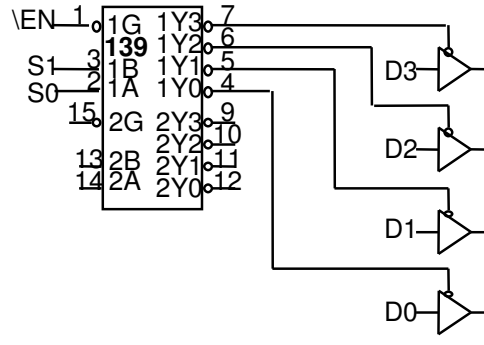 \EN 1 1G 1Y3 7
139 1Y2 6
S1 3 1B 1Y1 5
S0 2 1A 1Y0 4
15 2G 2Y3 9
2Y2 10
13 2B 2Y1 11
14 2A 2Y0 12
D3
D2
D1
D0